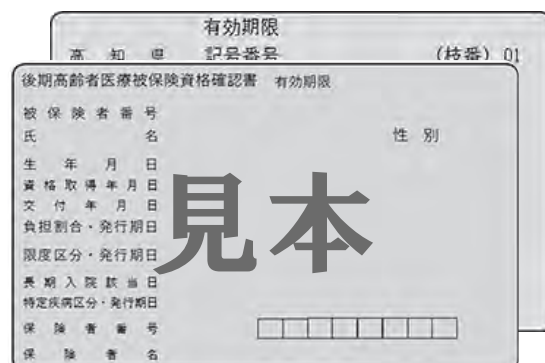 有効期限
高知県 記号番号 (枝番) 01
後期高齢者医療被保険資格確認書 有効期限
被保険者番号
氏名 性別
生年月日
資格取得年月日
交付年月日
負担割合・発行期日
限度区分・発行期日
長期入院該当日
特定疾病区分・発行期日
保険者番号
保険者名
見本